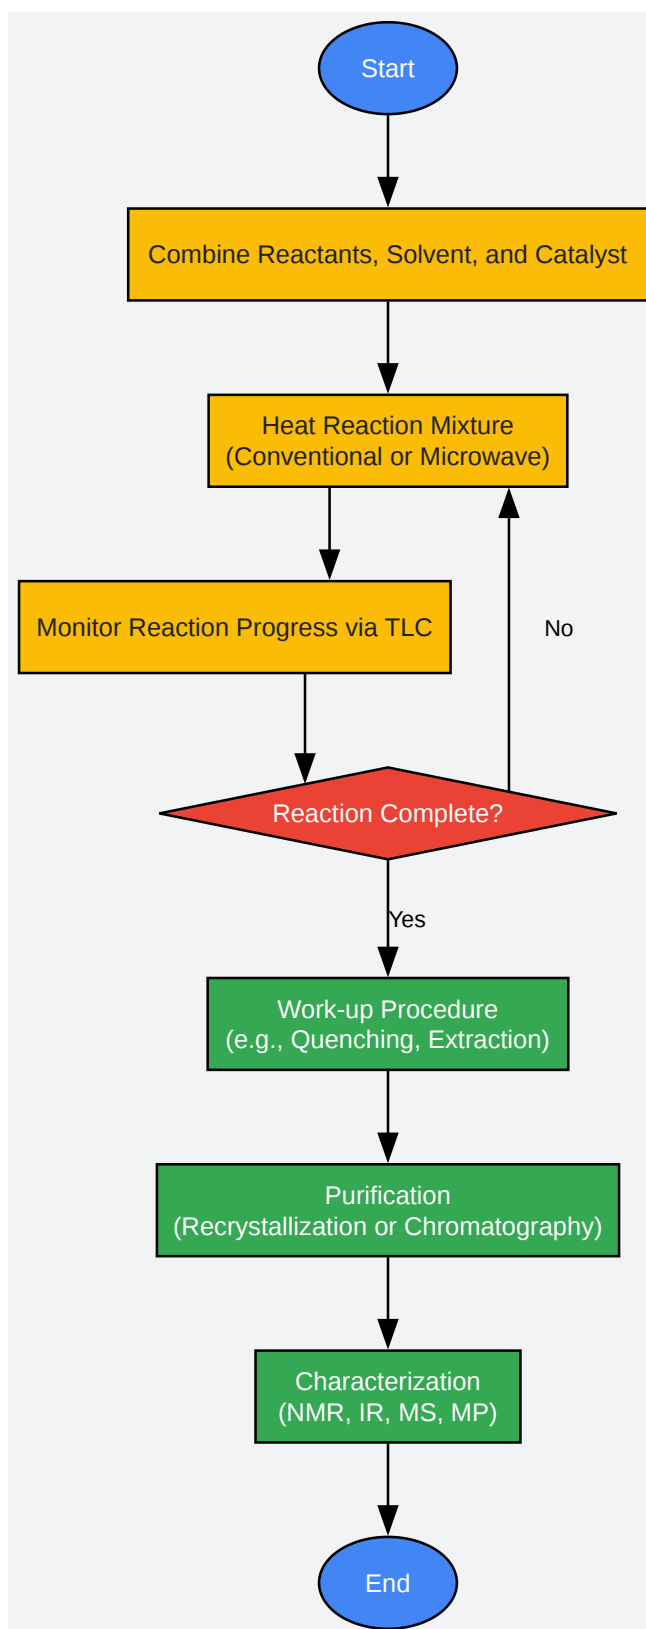 Start
Combine Reactants, Solvent, and Catalyst
Heat Reaction Mixture
(Conventional or Microwave)
Monitor Reaction Progress via TLC
No
Reaction Complete?
Yes
Work-up Procedure
(e.g., Quenching, Extraction)
Purification
(Recrystallization or Chromatography)
Characterization
(NMR, IR, MS, MP)
End